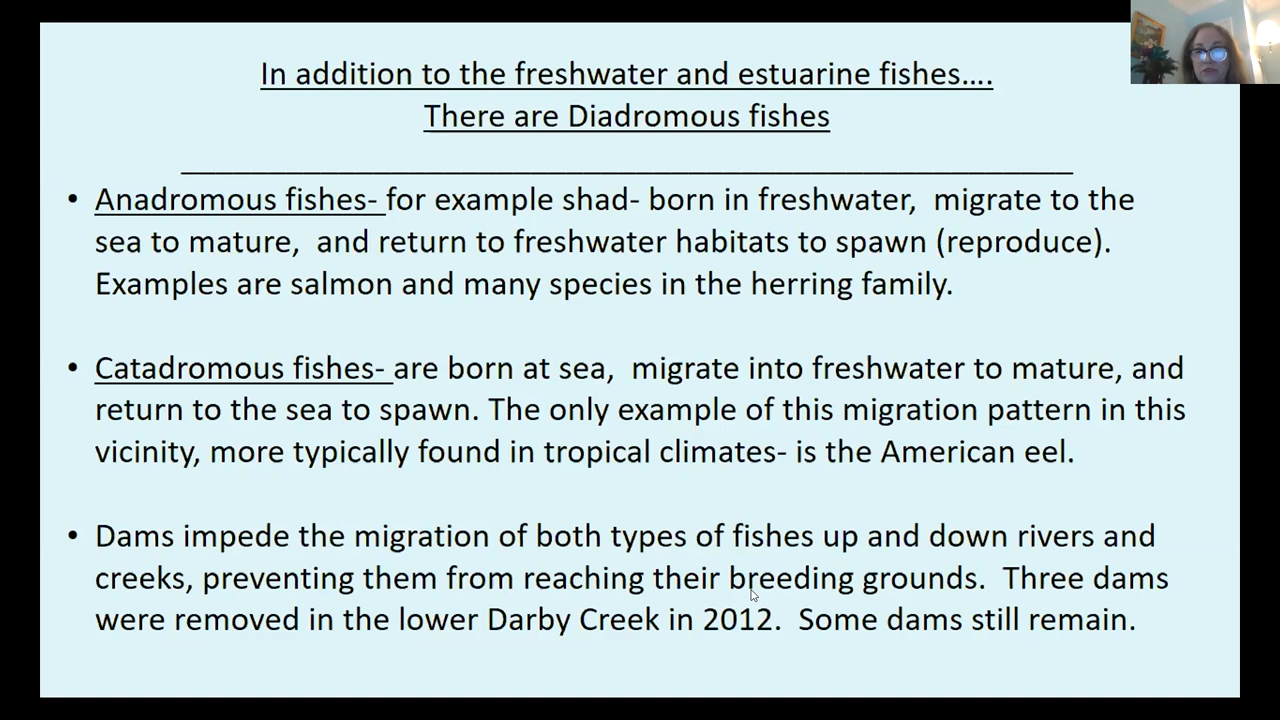 In addition to the freshwater and estuarine fishes....
There are Diadromous fishes
• Anadromous fishes- for example shad- born in freshwater, migrate to the
sea to mature, and return to freshwater habitats to spawn (reproduce).
Examples are salmon and many species in the herring family.
• Catadromous fishes- are born at sea, migrate into freshwater to mature, and
return to the sea to spawn. The only example of this migration pattern in this
vicinity, more typically found in tropical climates- is the American eel.
• Dams impede the migration of both types of fishes up and down rivers and
creeks, preventing them from reaching their breeding grounds. Three dams
were removed in the lower Darby Creek in 2012. Some dams still remain.